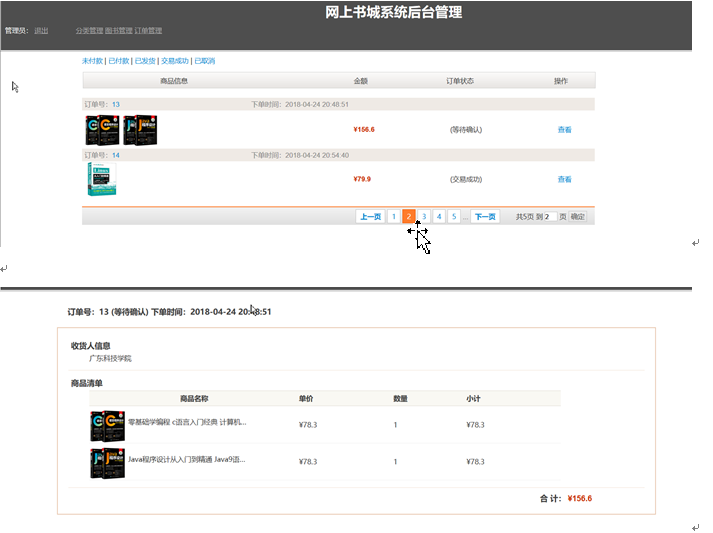 网上书城系统后台管理
管理员： 退出 分类管理 图书管理 订单管理
未付款 | 已付款 | 已发货 | 交易成功 | 已取消
商品信息 金额 订单状态 操作
订单号：13 下单时间：2018-04-24 20:48:51
¥156.6 (等待确认) 查看
订单号：14 下单时间：2018-04-24 20:54:40
¥79.9 (交易成功) 查看
上一页 1 2 3 4 5 ... 下一页 共5页 到 2 页 确定
订单号：13 (等待确认) 下单时间：2018-04-24 20:48:51
收货人信息
广东科技学院
商品清单
商品名称 单价 数量 小计
零基础学编程 c语言入门经典 计算机... ¥78.3 1 ¥78.3
Java程序设计从入门到精通 Java9语... ¥78.3 1 ¥78.3
合 计： ¥156.6